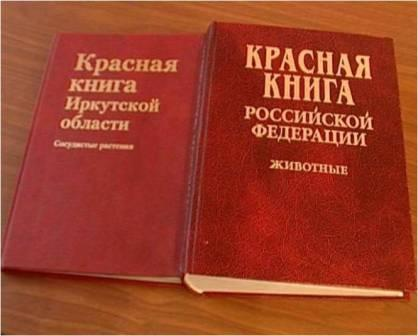 Красная
книга
Иркутской
области
Сосудистые растения
КРАСНАЯ
КНИГА
РОССИЙСКОЙ
ФЕДЕРАЦИИ
ЖИВОТНЫЕ